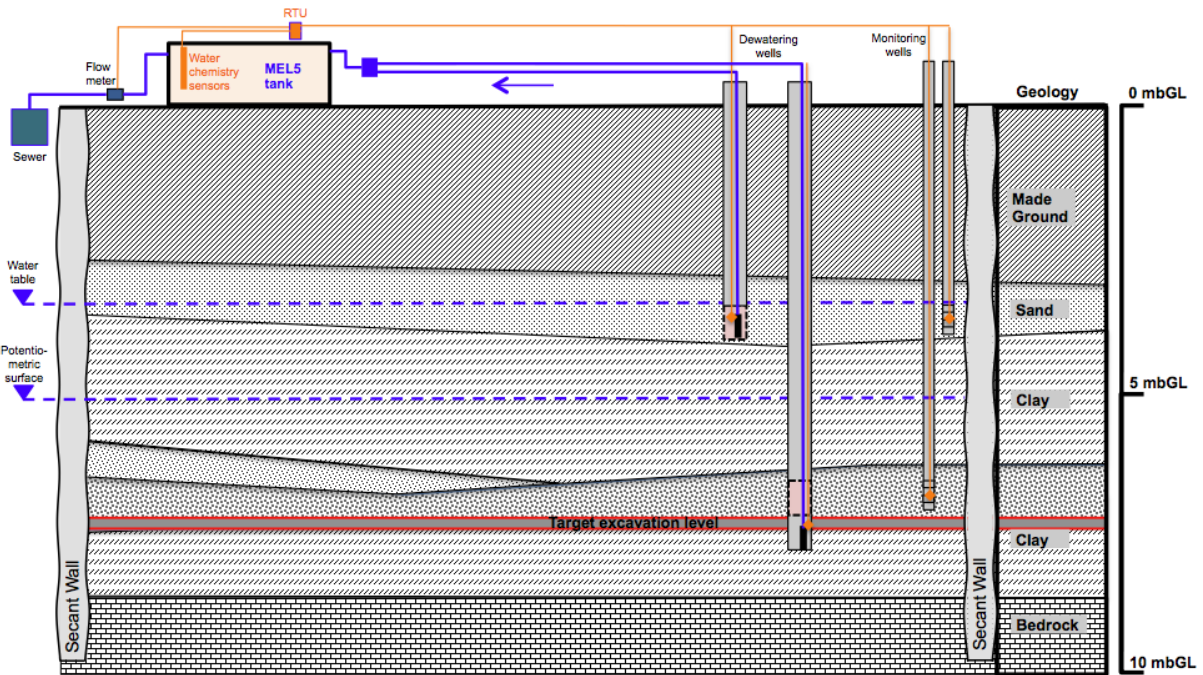 RTU
Flow
meter
Water
chemistry
sensors
MEL5
tank
Dewatering
wells
Monitoring
wells
Geology
0 mbGL
Sewer
Made
Ground
Water
table
Sand
Potentio-
metric
surface
5 mbGL
Clay
Target excavation level
Clay
Secant Wall
Secant Wall
Bedrock
10 mbGL